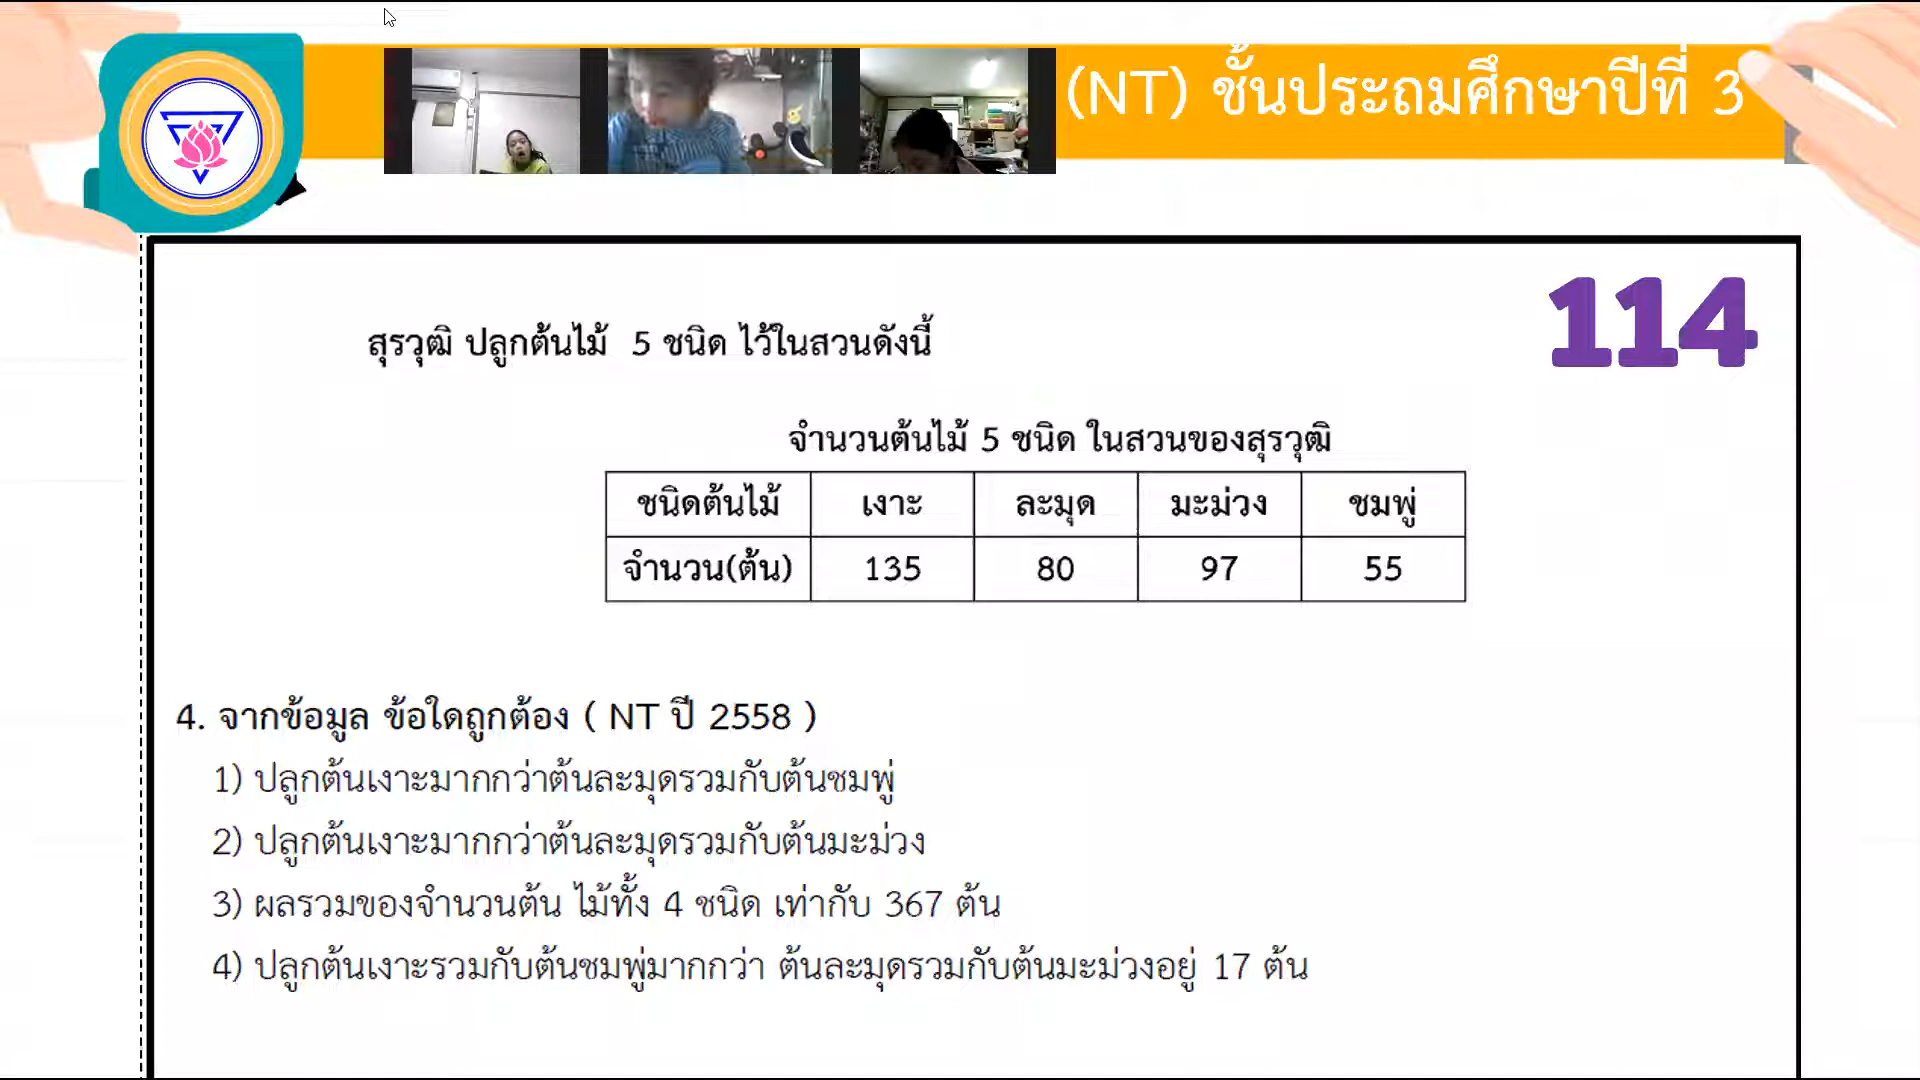 (NT) ชั้นประถมศึกษาปีที่ 3
114
สุรวุฒิ ปลูกต้นไม้ 5 ชนิด ไว้ในสวนดังนี้
จำนวนต้นไม้ 5 ชนิด ในสวนของสุรวุฒิ
ชนิดต้นไม้ เงาะ ละมุด มะม่วง ชมพู่
จำนวน(ต้น) 135 80 97 55
4. จากข้อมูล ข้อใดถูกต้อง ( NT ปี 2558 )
1) ปลูกต้นเงาะมากกว่าต้นละมุดรวมกับต้นชมพู่
2) ปลูกต้นเงาะมากกว่าต้นละมุดรวมกับต้นมะม่วง
3) ผลรวมของจำนวนต้น ไม้ทั้ง 4 ชนิด เท่ากับ 367 ต้น
4) ปลูกต้นเงาะรวมกับต้นชมพู่มากกว่า ต้นละมุดรวมกับต้นมะม่วงอยู่ 17 ต้น